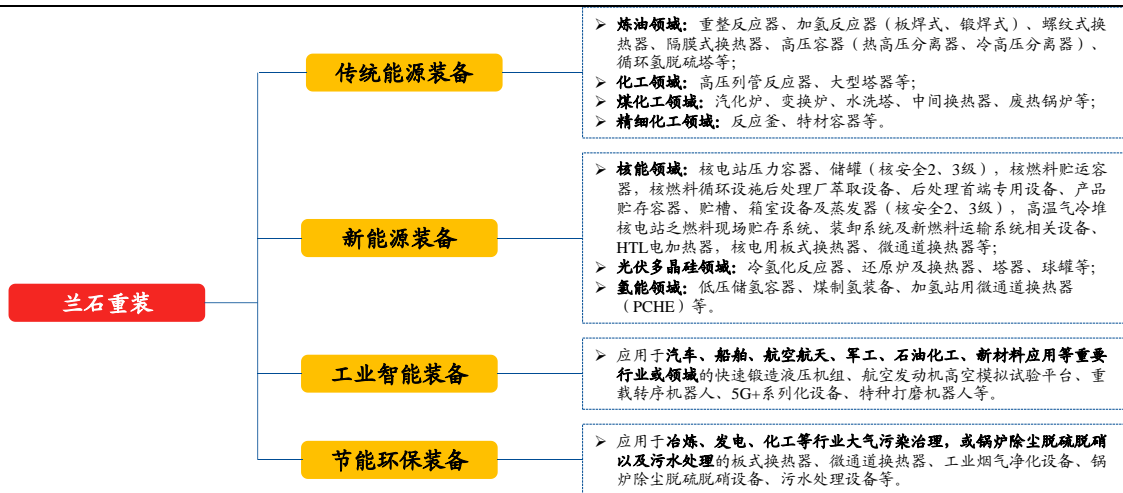 兰石重装
传统能源装备
➢ 炼油领域：重整反应器、加氢反应器（板焊式、锻焊式）、螺纹式换
热器、隔膜式换热器、高压容器（热高压分离器、冷高压分离器）、
循环氢脱硫塔等；
➢ 化工领域：高压列管反应器、大型塔器等；
➢ 煤化工领域：汽化炉、变换炉、水洗塔、中间换热器、废热锅炉等；
➢ 精细化工领域：反应釜、特材容器等。
新能源装备
➢ 核能领域：核电站压力容器、储罐（核安全2、3级），核燃料贮运容
器，核燃料循环设施后处理厂萃取设备、后处理首端专用设备、产品
贮存容器、贮槽、箱室设备及蒸发器（核安全2、3级），高温气冷堆
核电站乏燃料现场贮存系统、装卸系统及新燃料运输系统相关设备、
HTL电加热器，核电用板式换热器、微通道换热器等；
➢ 光伏多晶硅领域：冷氢化反应器、还原炉及换热器、塔器、球罐等；
➢ 氢能领域：低压储氢容器、煤制氢装备、加氢站用微通道换热器
（PCHE）等。
工业智能装备
➢ 应用于汽车、船舶、航空航天、军工、石油化工、新材料应用等重要
行业或领域的快速锻造液压机组、航空发动机高空模拟试验平台、重
载转序机器人、5G+系列化设备、特种打磨机器人等。
节能环保装备
➢ 应用于冶炼、发电、化工等行业大气污染治理，或锅炉除尘脱硫脱硝
以及污水处理的板式换热器、微通道换热器、工业烟气净化设备、锅
炉除尘脱硫脱硝设备、污水处理设备等。